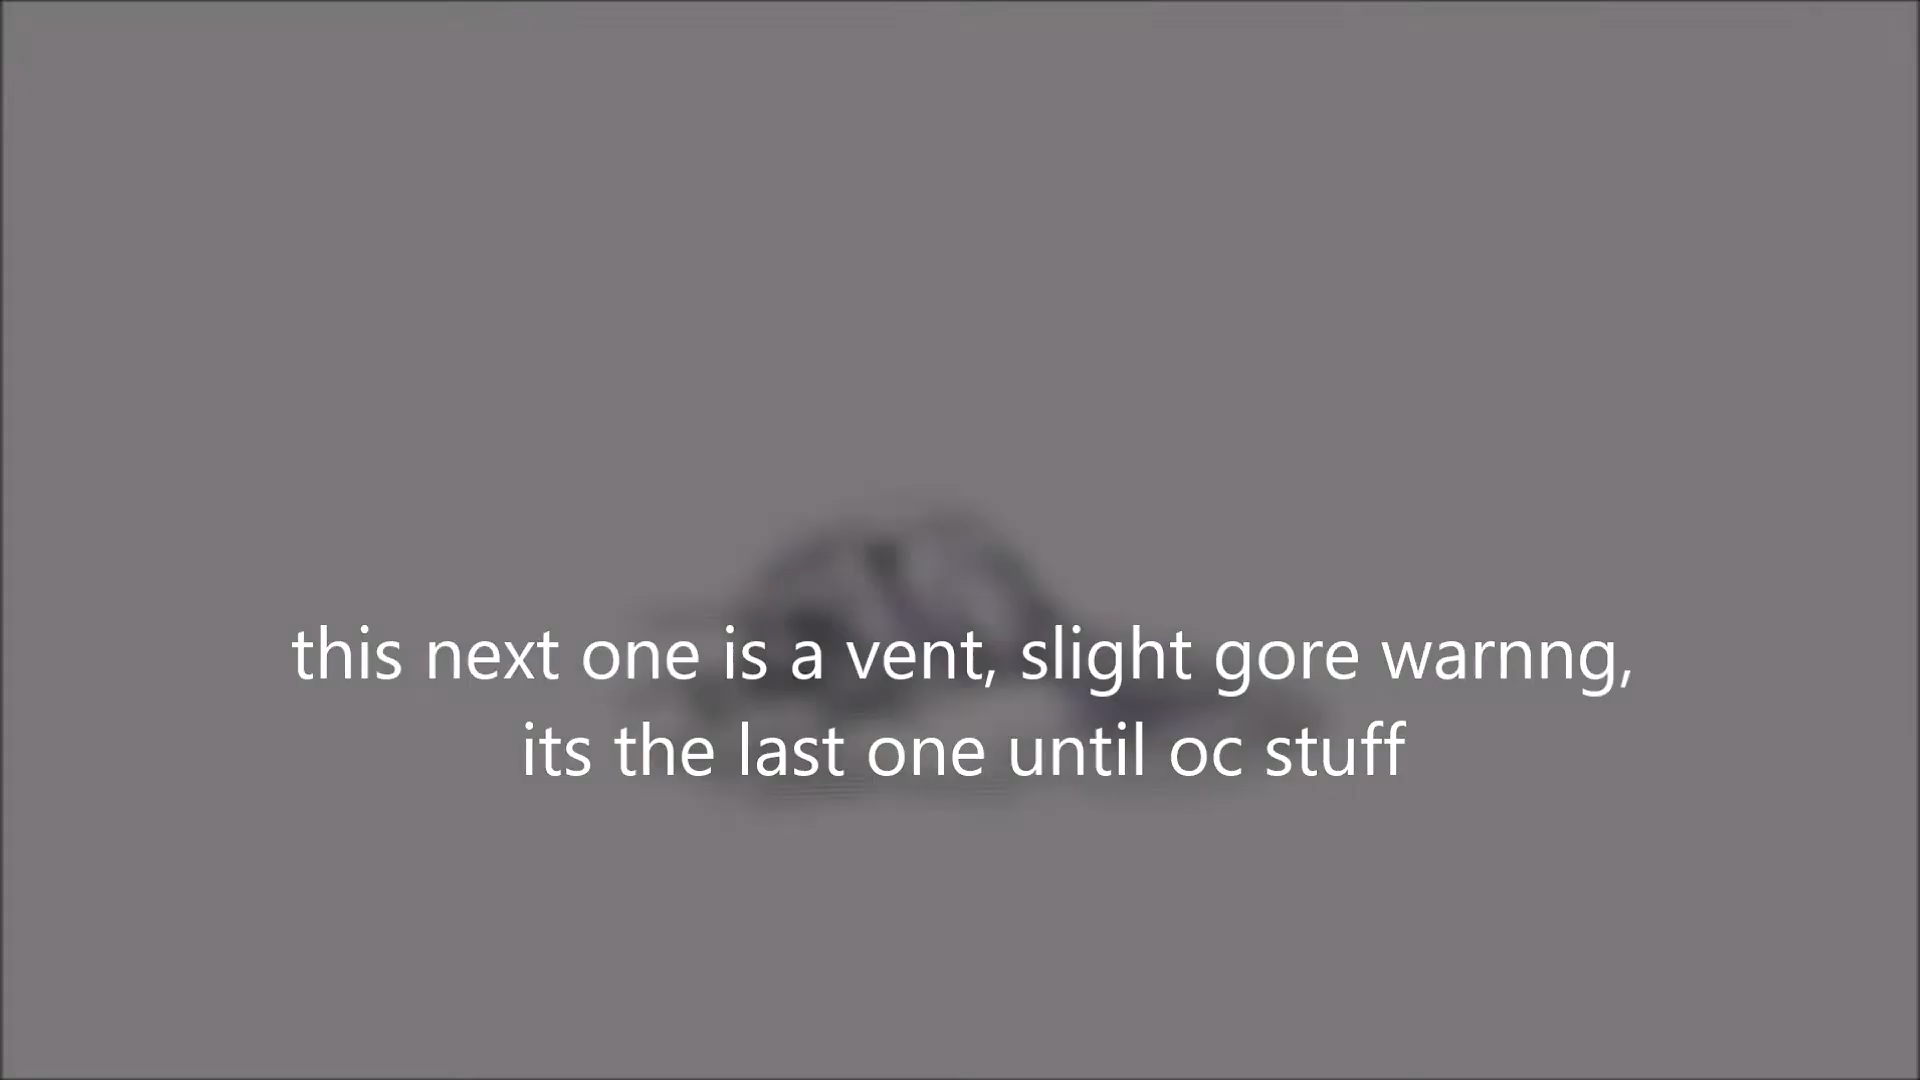 this next one is a vent, slight gore warnng,
its the last one until oc stuff